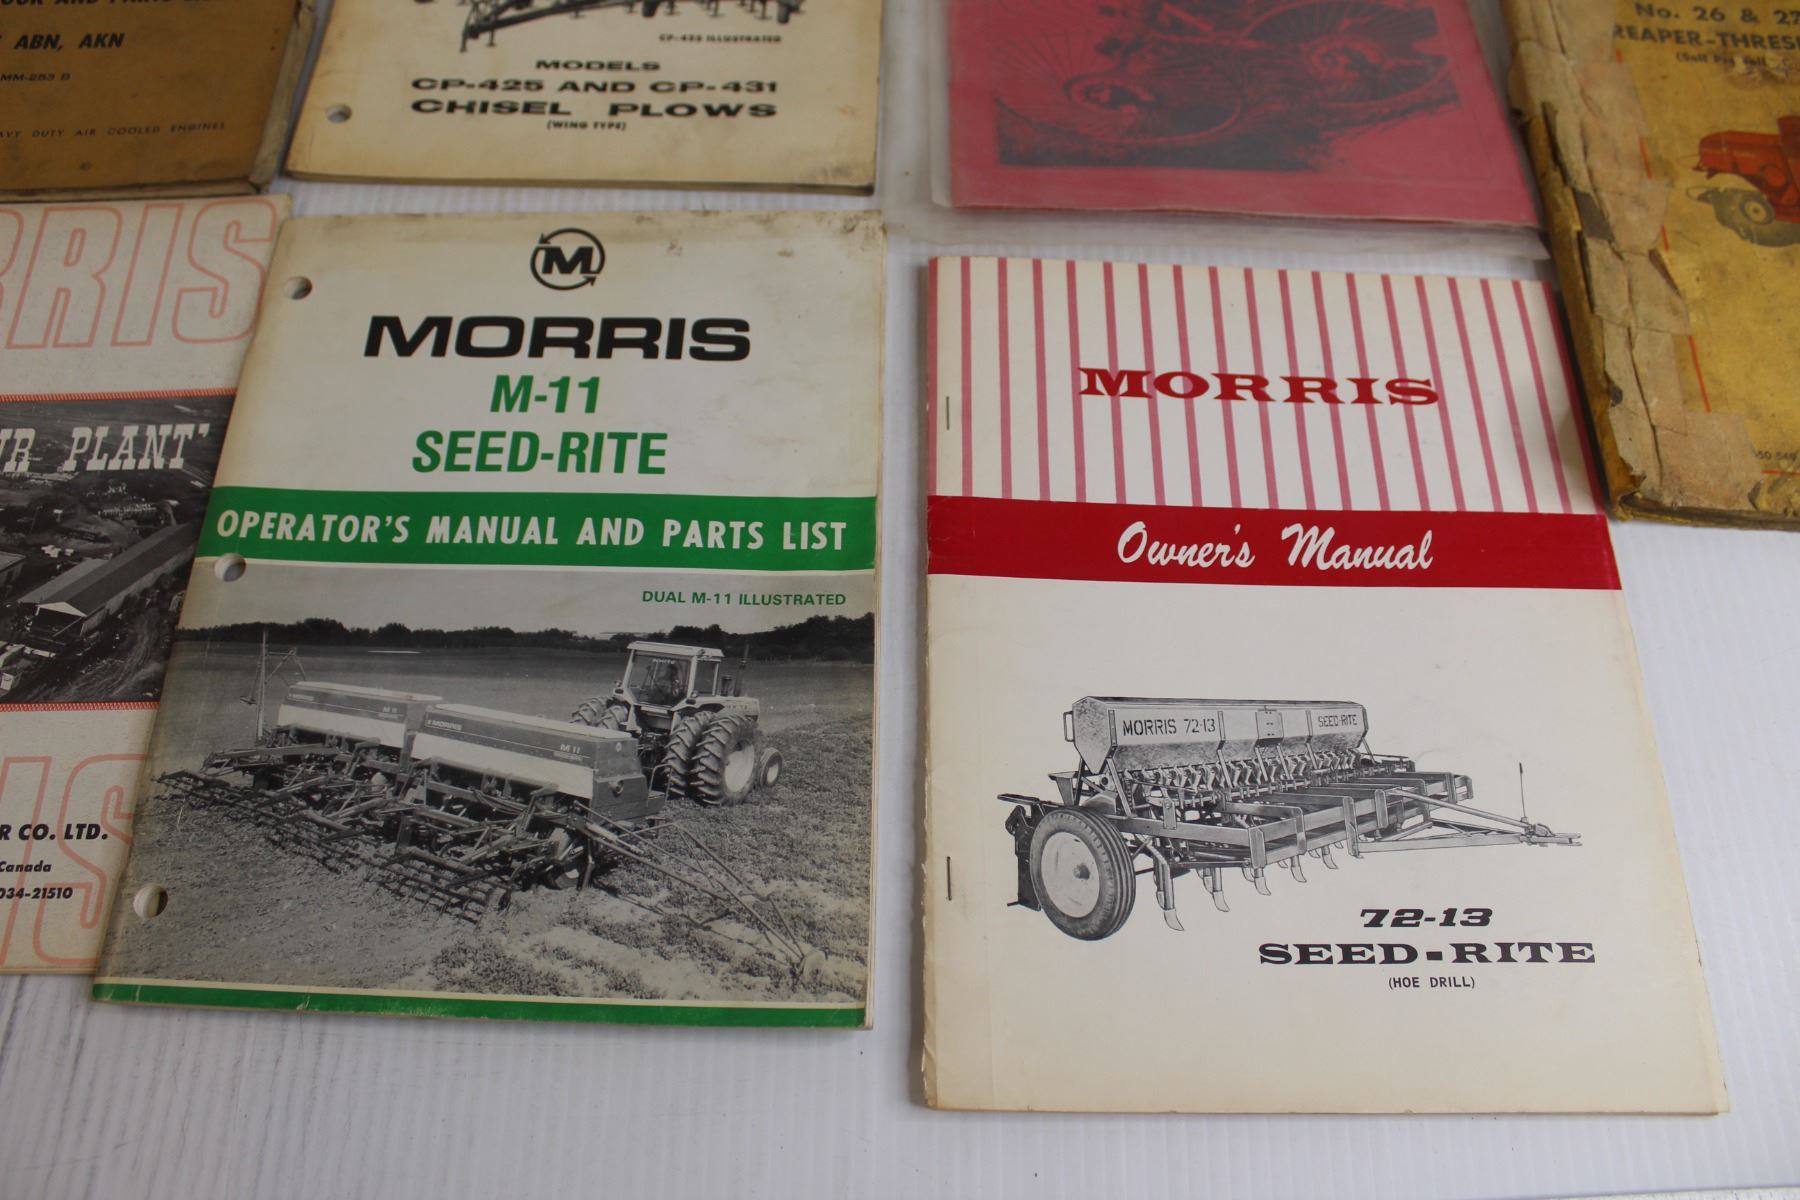 AND
ABN, AKN
MM-253 B
DUTY AIR COOLED ENGINES
CP-425 ILLUSTRATED
MODELS
CP-425 AND CP-431
CHISEL PLOWS
(WING TYPE)
No. 26 & 27
REAPER-THRESH
RRIS
UR PLANT'
R CO. LTD.
Canada
034-21510
M
MORRIS
M-11
SEED-RITE
OPERATOR'S MANUAL AND PARTS LIST
DUAL M-11 ILLUSTRATED
WHITE
M 11
MORRIS
M 11
MORRIS
Owner's Manual
MORRIS 72-13
SEED-RITE
72-13
SEED-RITE
(HOE DRILL)